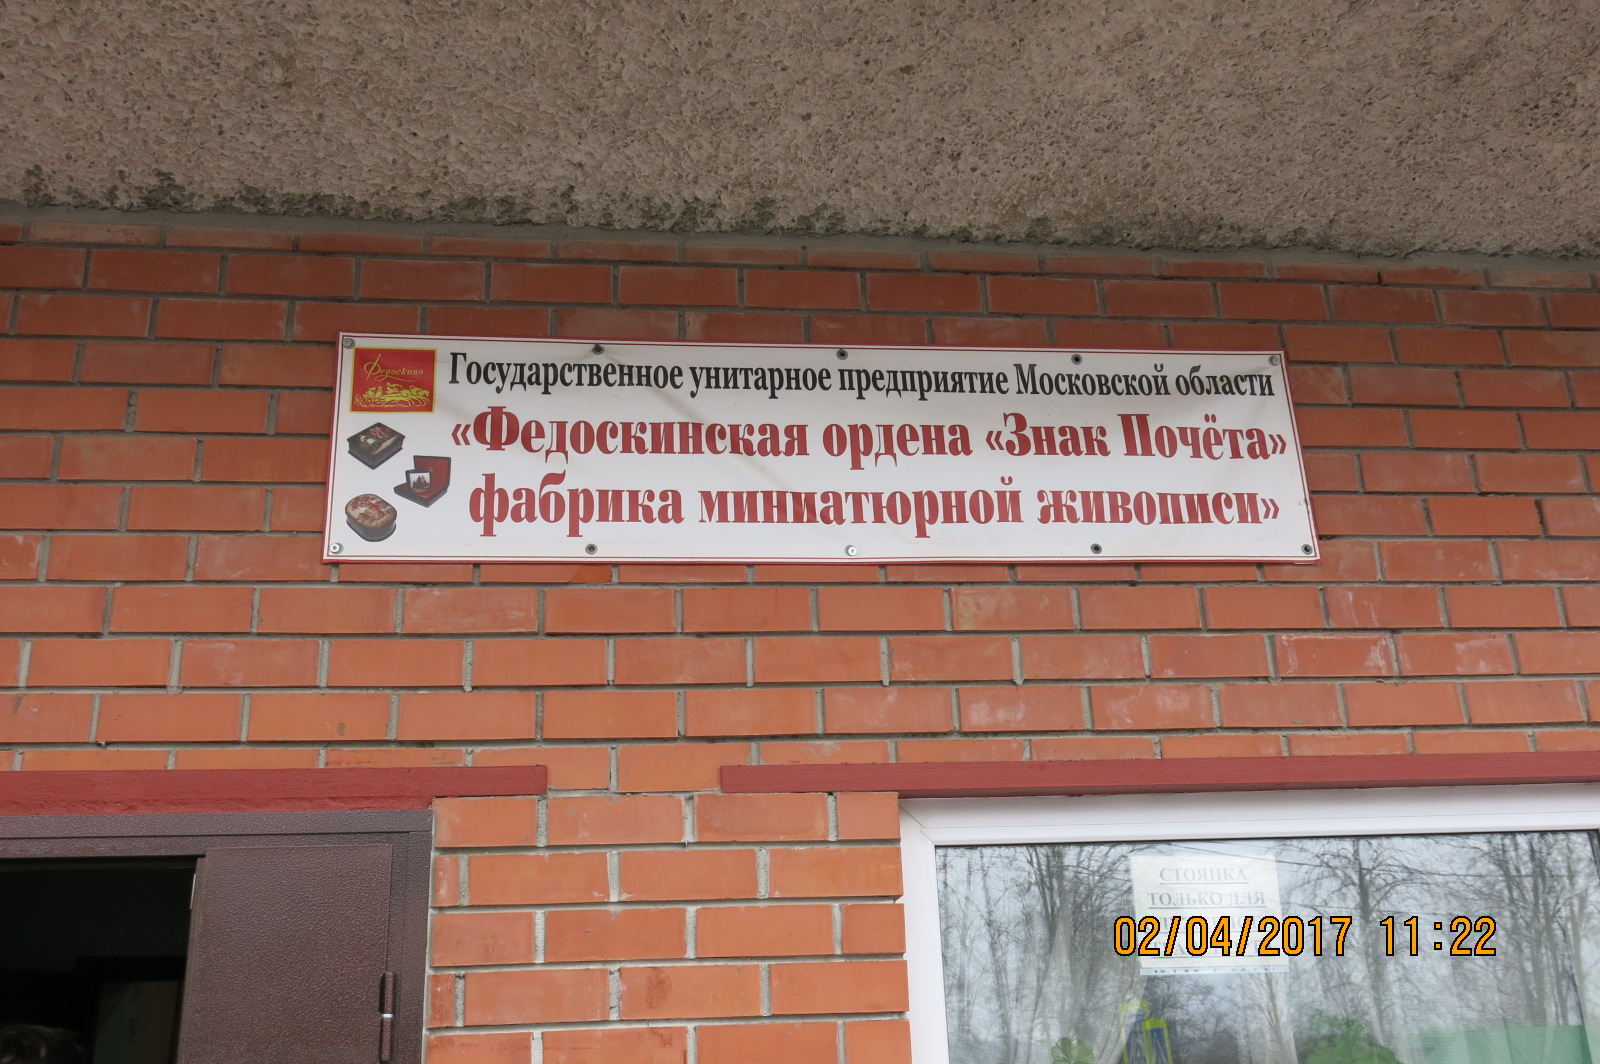 Федоскино
Государственное унитарное предприятие Московской области
«Федоскинская ордена «Знак Почёта»
фабрика миниатюрной живописи»
СТОЯНКА
ТОЛЬКО ДЛЯ
02/04/2017 11:22